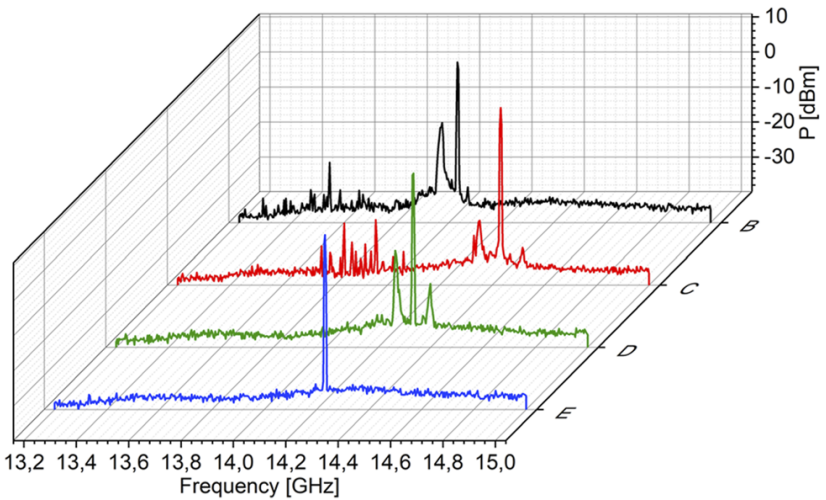 10
0
-10
-20
-30
P [dBm]
B
C
D
E
13,2 13,4 13,6 13,8 14,0 14,2 14,4 14,6 14,8 15,0
Frequency [GHz]